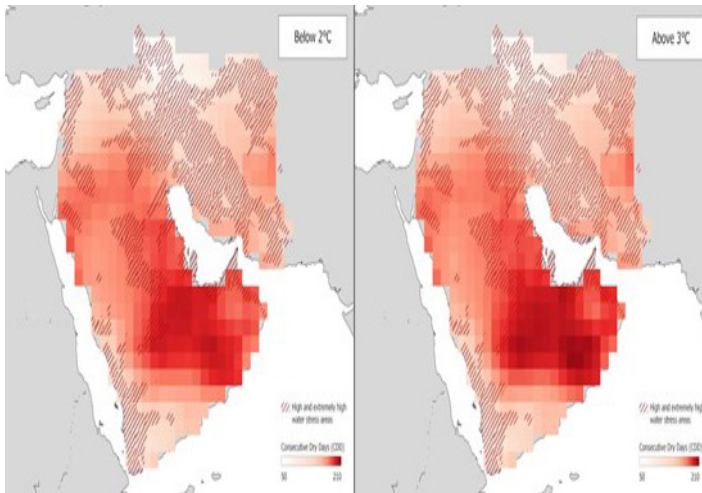 Below 2°C
High and extremely high
water stress areas
Consecutive Dry Days (CDD)
50 210
Above 3°C
High and extremely high
water stress areas
Consecutive Dry Days (CDD)
50 210